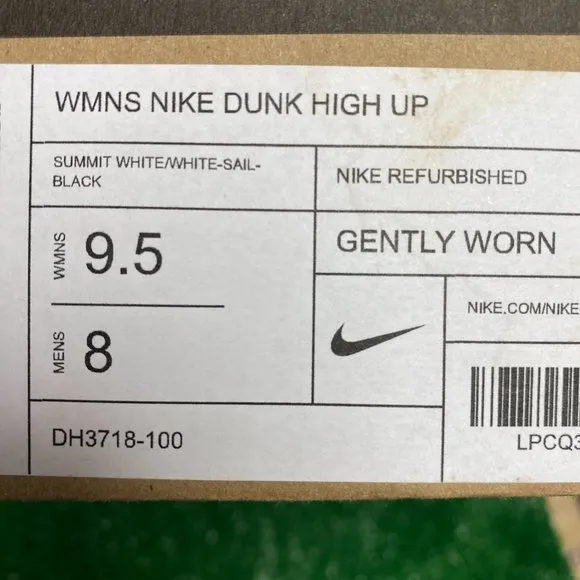 WMNS NIKE DUNK HIGH UP
SUMMIT WHITE/WHITE-SAIL-
BLACK
NIKE REFURBISHED
WMNS 9.5
GENTLY WORN
MENS 8
NIKE.COM/NIKE
DH3718-100
LPCQ3